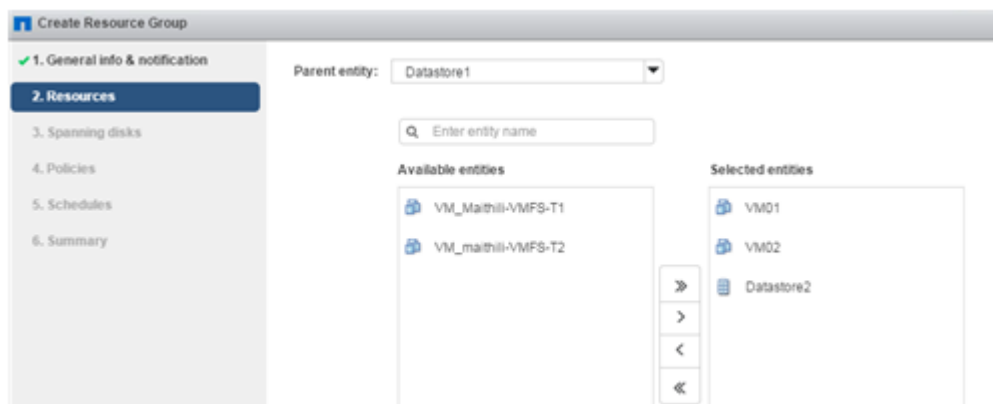 Create Resource Group
1. General info & notification
2. Resources
3. Spanning disks
4. Policies
5. Schedules
6. Summary
Parent entity: Datastore1
Enter entity name
Available entities
VM_Maithili-VMFS-T1
VM_maithili-VMFS-T2
Selected entities
VM01
VM02
Datastore2